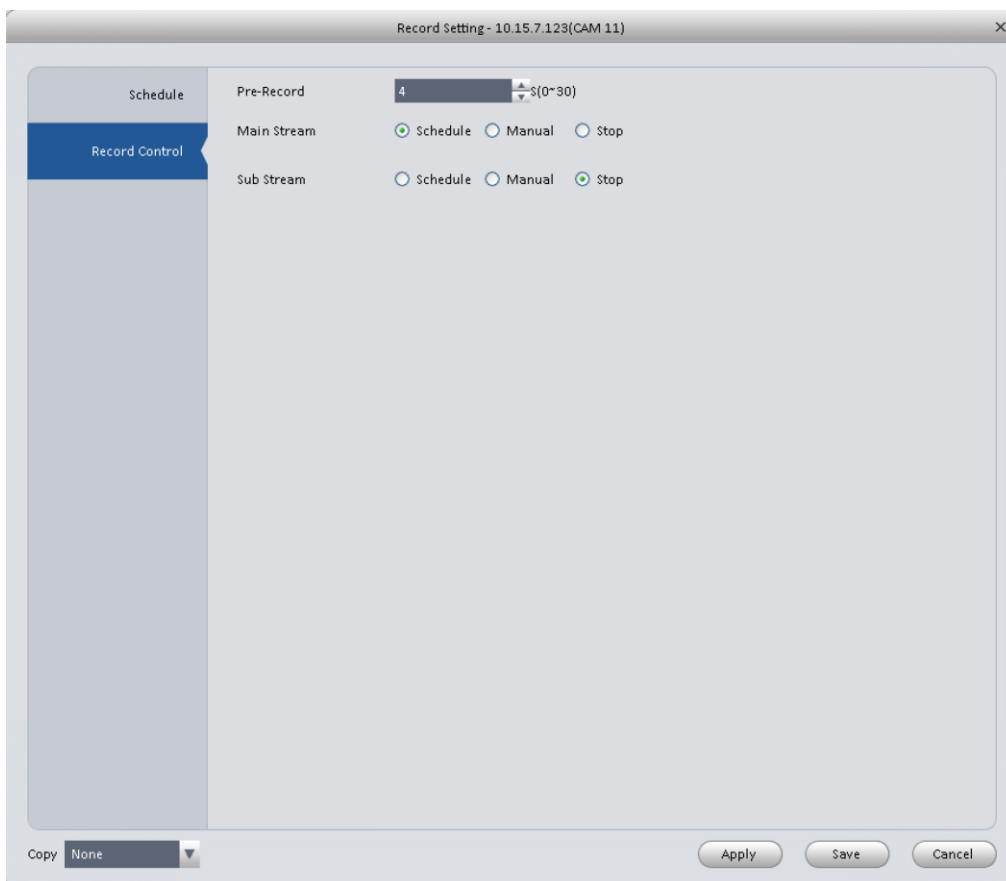 Record Setting - 10.15.7.123(CAM 11)
Schedule
Record Control
Pre-Record 4 S(0~30)
Main Stream Schedule Manual Stop
Sub Stream Schedule Manual Stop
Copy None Apply Save Cancel